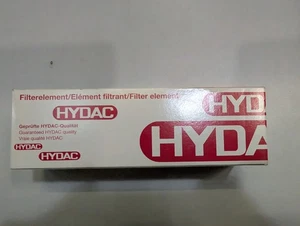 Filterelement/Elément filtrant/Filter element
HYDAC
Geprüfte HYDAC-Qualität
Guaranteed HYDAC quality
Vraie qualité HYDAC
HYDAC
HYDAC
HYD
HYDA